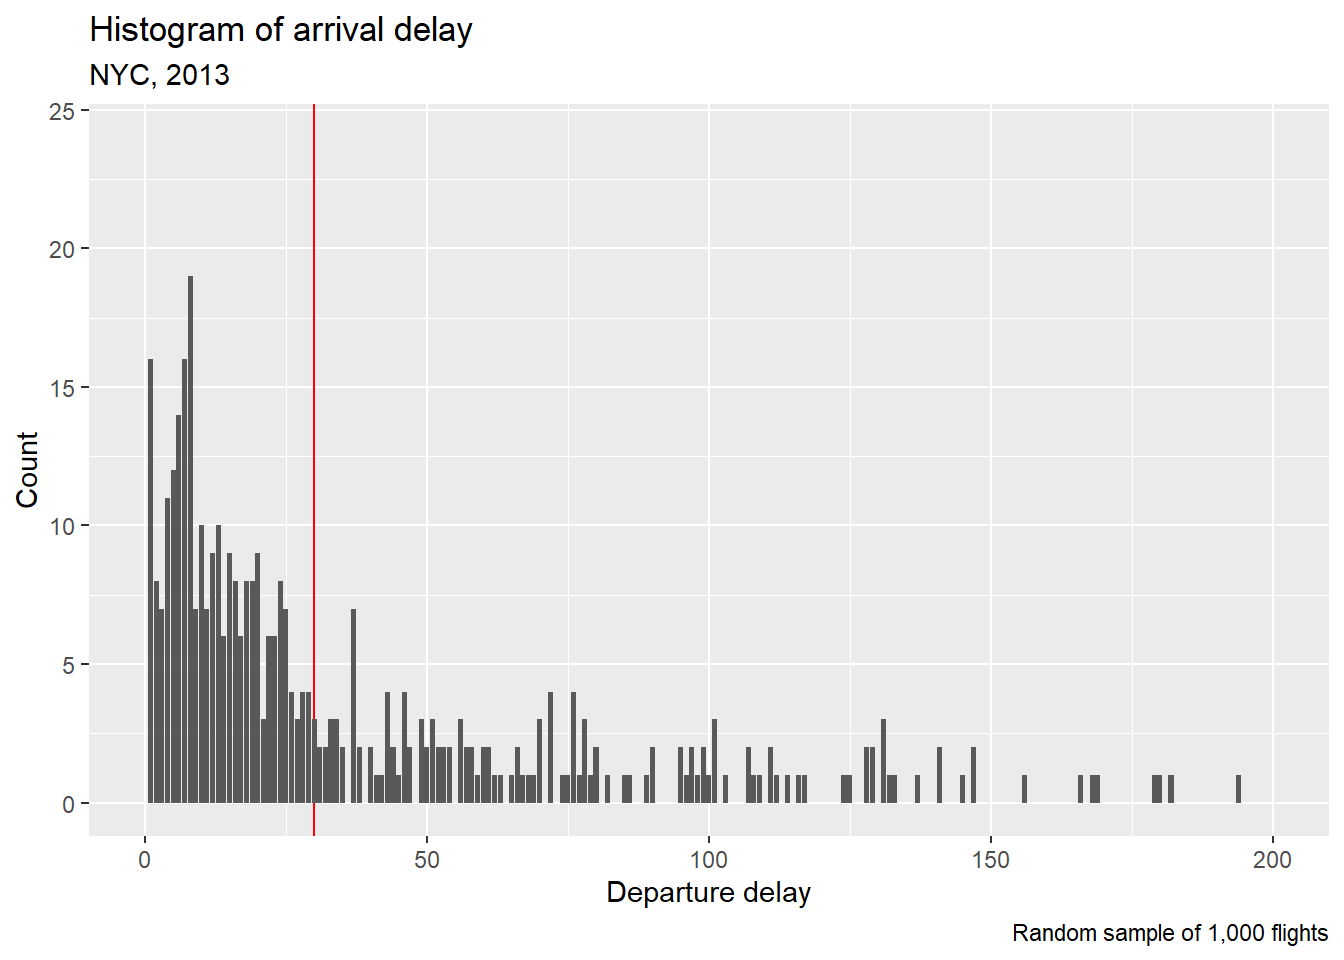 Histogram of arrival delay
NYC, 2013
25
20
15
10
5
0
Count
0 50 100 150 200
Departure delay
Random sample of 1,000 flights